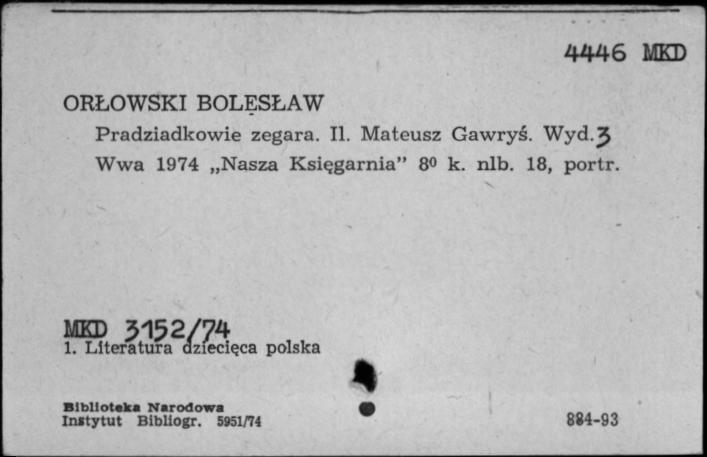 4446 MKD
ORŁOWSKI BOLESŁAW
Pradziadkowie zegara. Il. Mateusz Gawryś. Wyd. 3
Wwa 1974 „Nasza Księgarnia” 8⁰ k. nlb. 18, portr.
MKD 3152/74
1. Literatura dziecięca polska
Biblioteka Narodowa
Instytut Bibliogr. 5951/74
884-93